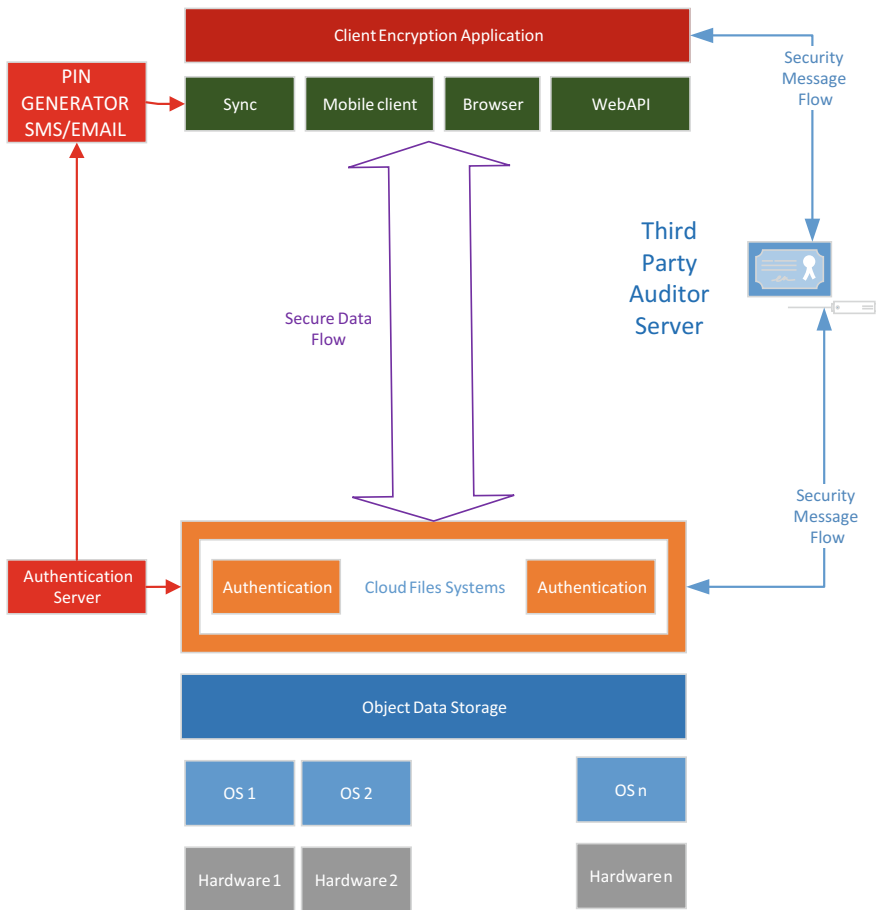 Client Encryption Application
Security
Message
Flow
PIN
GENERATOR
SMS/EMAIL
Sync
Mobile client
Browser
WebAPI
Third
Party
Auditor
Server
Secure Data
Flow
Security
Message
Flow
Authentication
Server
Authentication
Cloud Files Systems
Authentication
Object Data Storage
OS 1
OS 2
OS n
Hardware 1
Hardware 2
Hardware n